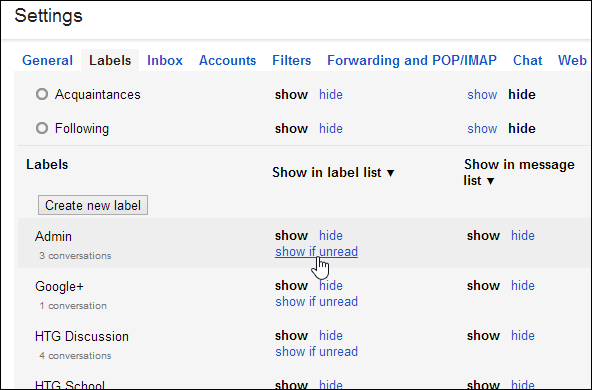 Settings
General Labels Inbox Accounts Filters Forwarding and POP/IMAP Chat Web
Acquaintances show hide show hide
Following show hide show hide
Labels Show in label list ▼ Show in message
list ▼
Create new label
Admin show hide show hide
3 conversations show if unread
Google+ show hide show hide
1 conversation show if unread
HTG Discussion show hide show hide
4 conversations show if unread
HTG School show hide show hide